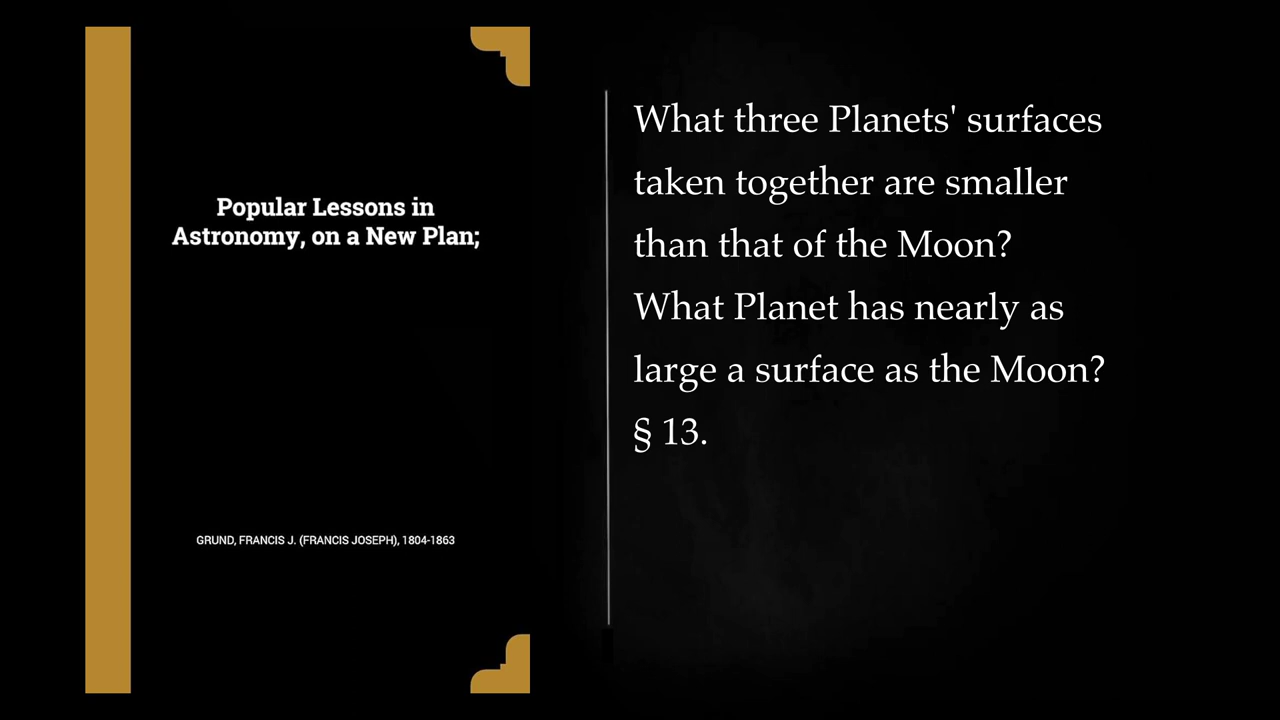 Popular Lessons in
Astronomy, on a New Plan;
GRUND, FRANCIS J. (FRANCIS JOSEPH), 1804-1863
What three Planets' surfaces
taken together are smaller
than that of the Moon?
What Planet has nearly as
large a surface as the Moon?
§ 13.